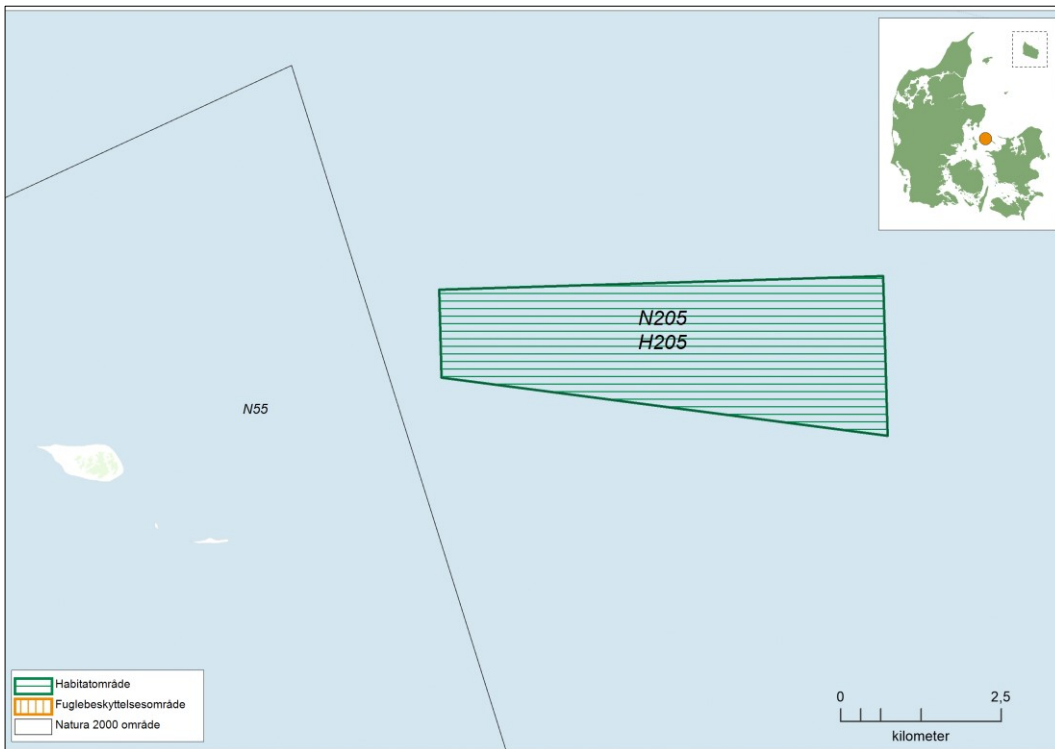 N205
H205
N55
Habitatområde
Fuglebeskyttelsesområde
Natura 2000 område
0 2,5
kilometer